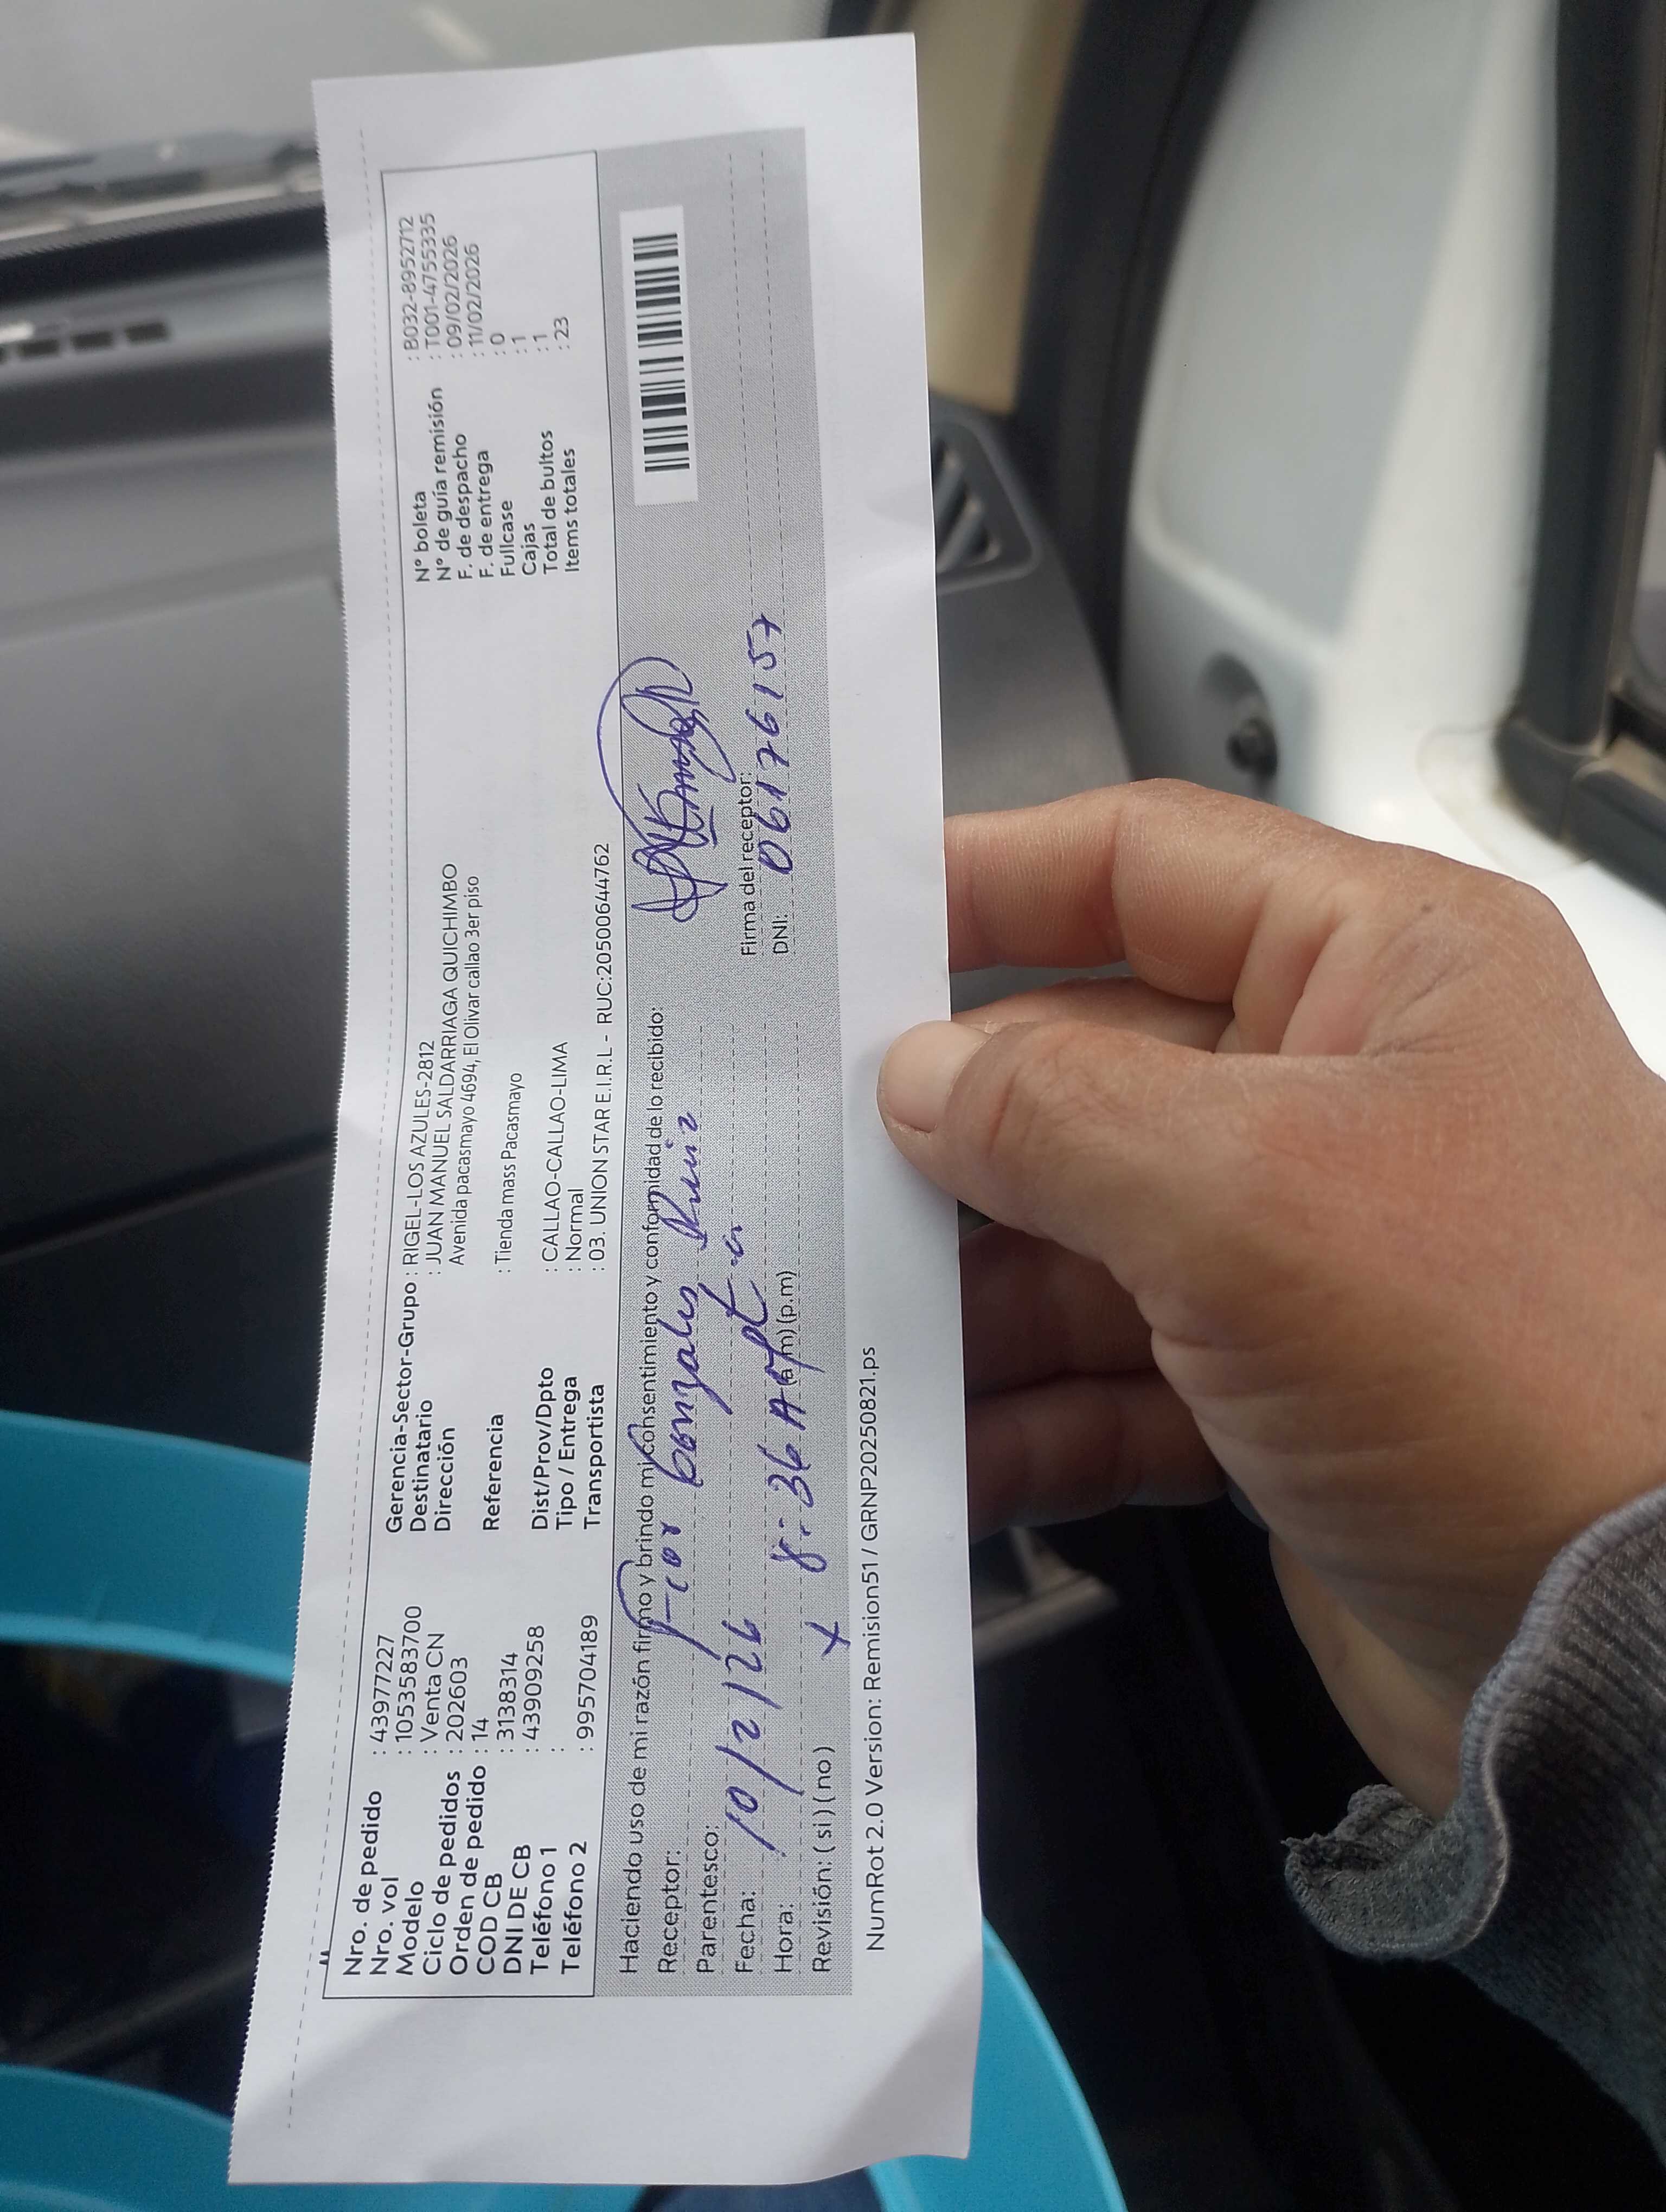 Nro. de pedido : 43977227
Nro. vol : 1053583700
Modelo : Venta CN
Ciclo de pedidos : 202603
Orden de pedido : 14
COD CB : 3138314
DNI DE CB : 43909258
Teléfono 1 :
Teléfono 2 : 995704189
Gerencia-Sector-Grupo : RIGEL-LOS AZULES-2812
Destinatario : JUAN MANUEL SALDARRIAGA QUICHIMBO
Dirección Avenida pacasmayo 4694, El Olivar callao 3er piso
Referencia : Tienda mass Pacasmayo
Dist/Prov/Dpto : CALLAO-CALLAO-LIMA
Tipo / Entrega : Normal
Transportista : 03. UNION STAR E.I.R.L - RUC:20500644762
N° boleta : B032-8952712
N° de guía remisión : T001-4755335
F. de despacho : 09/02/2026
F. de entrega : 11/02/2026
Fullcase : 0
Cajas : 1
Total de bultos : 1
Items totales : 23
Haciendo uso de mi razón firmo y brindo mi consentimiento y conformidad de lo recibido:
Receptor: Flor Gonzales Ruiz
Parentesco:
Fecha: 10/2/26
Hora: 8:36 A (a.m) (p.m)
Revisión: ( si ) ( no ) x
Firma del receptor:
DNI: 06176157
NumRot 2.0 Version: Remision51 / GRNP20250821.ps